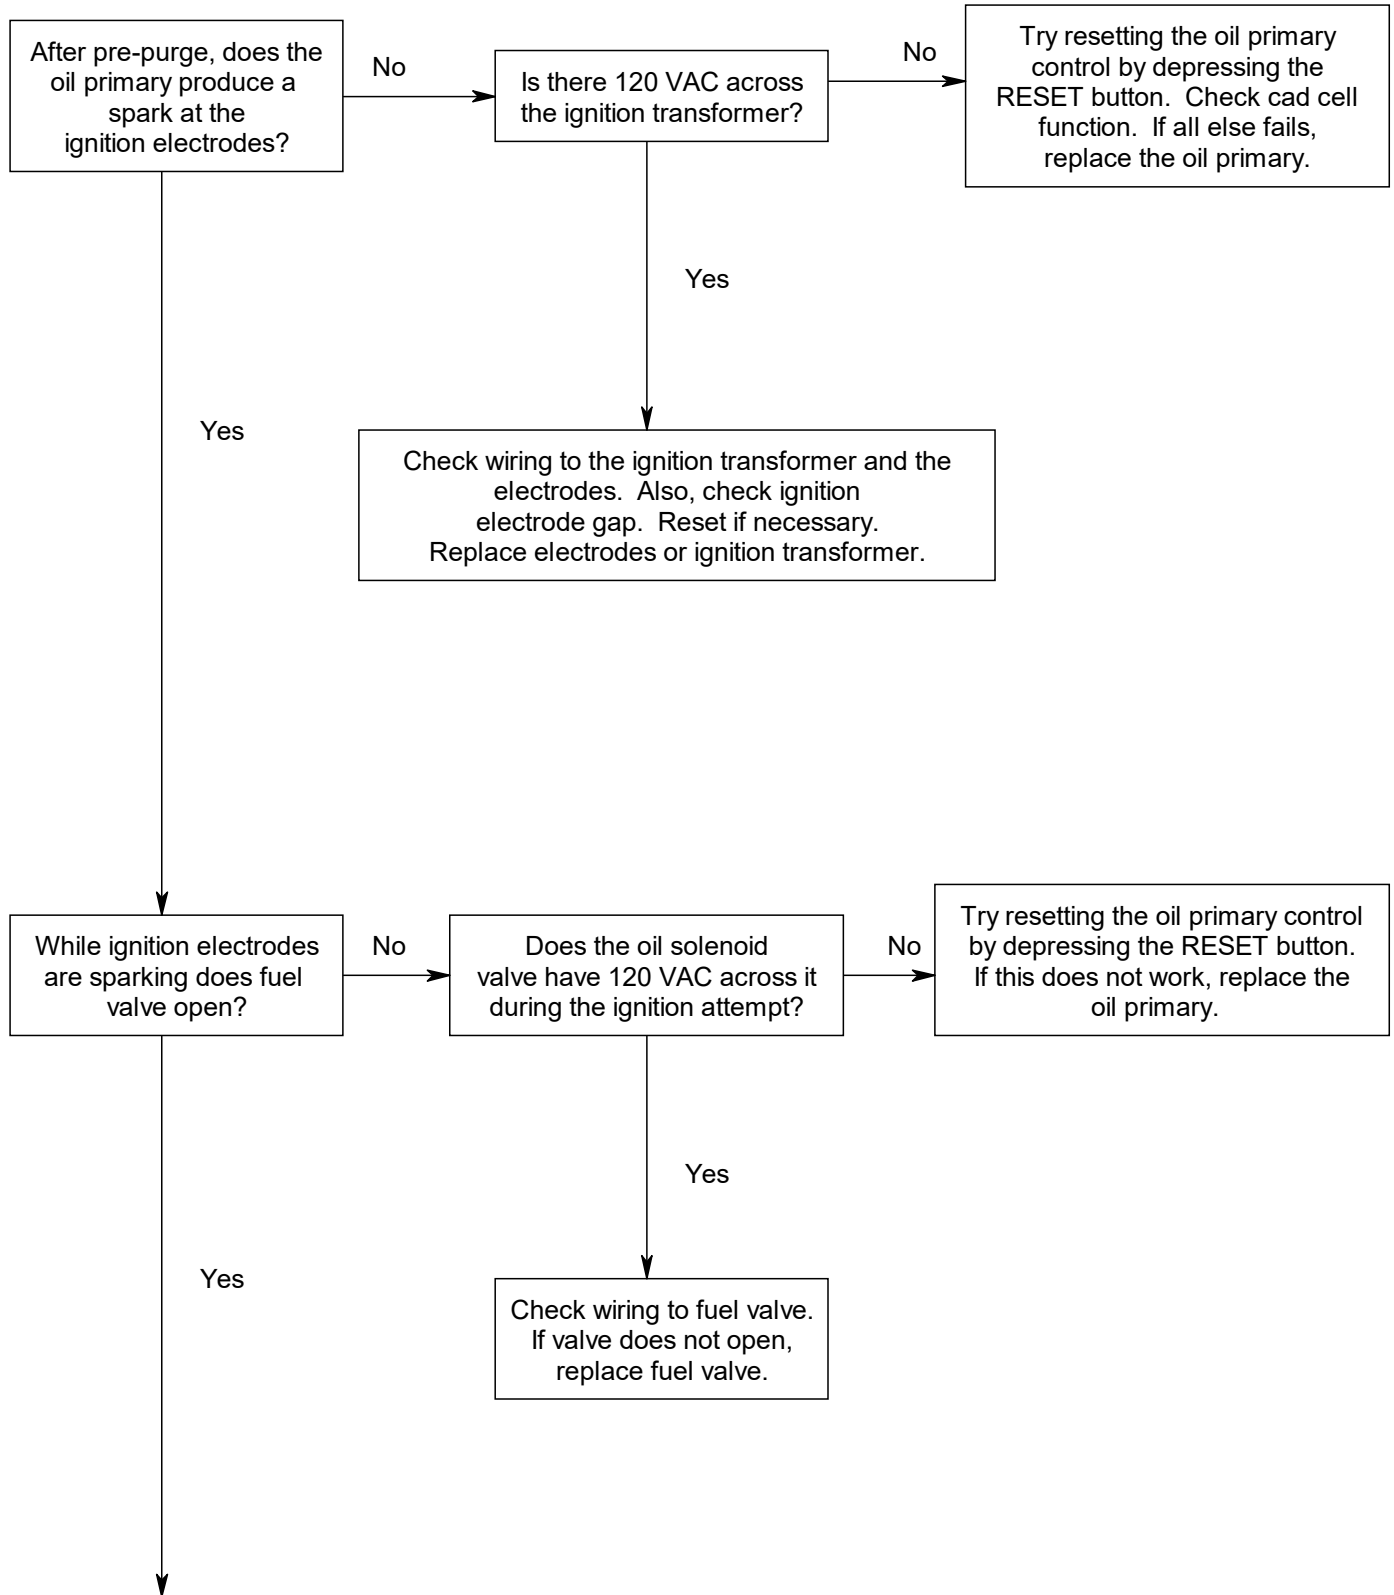 After pre-purge, does the
oil primary produce a
spark at the
ignition electrodes?
No
Is there 120 VAC across
the ignition transformer?
No
Try resetting the oil primary
control by depressing the
RESET button.  Check cad cell
function.  If all else fails,
replace the oil primary.
Yes
Yes
Check wiring to the ignition transformer and the
electrodes.  Also, check ignition
electrode gap.  Reset if necessary.
Replace electrodes or ignition transformer.
While ignition electrodes
are sparking does fuel
valve open?
No
Does the oil solenoid
valve have 120 VAC across it
during the ignition attempt?
No
Try resetting the oil primary control
by depressing the RESET button.
If this does not work, replace the
oil primary.
Yes
Yes
Check wiring to fuel valve.
If valve does not open,
replace fuel valve.